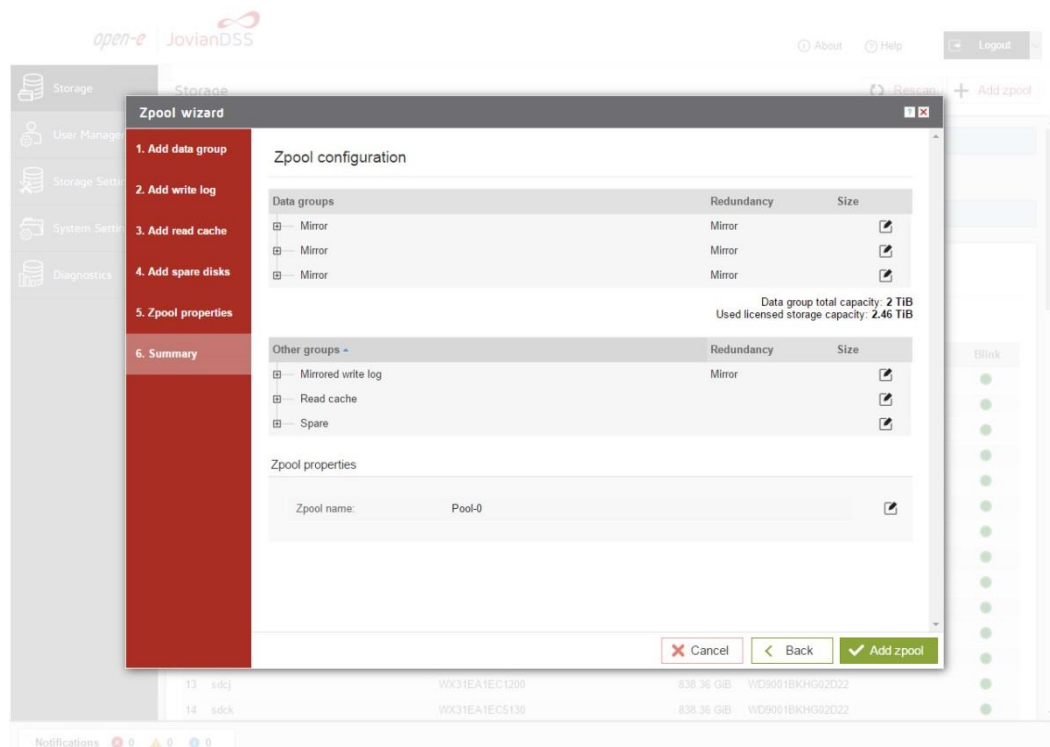 open-e JovianDSS
About Help Logout
Storage
Storage Rescan Add zpool
Zpool wizard
User Manage
1. Add data group
Zpool configuration
Storage Setti
2. Add write log
Data groups Redundancy Size
System Settin
3. Add read cache
Mirror Mirror
Mirror Mirror
Diagnostics
4. Add spare disks
Mirror Mirror
5. Zpool properties
Data group total capacity: 2 TiB
Used licensed storage capacity: 2.46 TiB
6. Summary
Other groups Redundancy Size
Blink
Mirrored write log Mirror
Read cache
Spare
Zpool properties
Zpool name: Pool-0
Cancel Back Add zpool
13 sdcj WX31EA1EC1200 838.36 GiB WD9001BKHG02D22
14 sdck WX31EA1EC5130 838.36 GiB WD9001BKHG02D22
Notifications 0 0 0